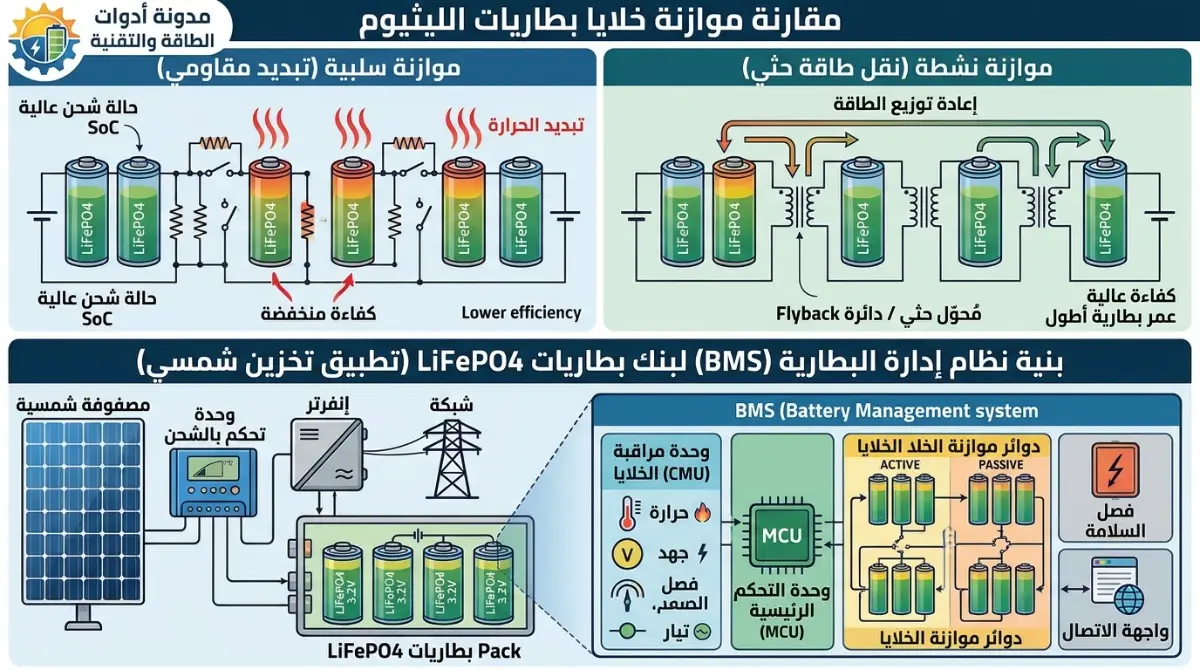 مقارنة موازنة خلايا بطاريات الليثيوم
مدونة أدوات
الطاقة والتقنية
موازنة سلبية (تبديد مقاومي)
حالة شحن عالية
SoC
تبديد الحرارة
LiFePO4
LiFePO4
LiFePO4
LiFePO4
LiFePO4
LiFePO4
حالة شحن عالية
SoC
كفاءة منخفضة
Lower efficiency
موازنة نشطة (نقل طاقة حثي)
إعادة توزيع الطاقة
LiFePO4
LiFePO4
LiFePO4
LiFePO4
LiFePO4
مُحوّل حثي / دائرة Flyback
كفاءة عالية
عمر بطارية أطول
بنية نظام إدارة البطارية (BMS) لبنك بطاريات LiFePO4 (تطبيق تخزين شمسي)
مصفوفة شمسية
وحدة
تحكم بالشحن
إنفرتر
شبكة
LiFePO4 3.2V
LiFoPO4 3.2V
LiFePO4 3.2V
LiFePO4
بطاريات LiFePO4 Pack
BMS (Battery Management system
وحدة مراقبة
الخلايا (CMU)
حرارة
V جهد
فصل
تيار
MCU
وحدة التحكم
الرئيسية
(MCU)
دوائر موازنة الخلد الخلايا
ACTIVE
PASSIVE
دوائر موازنة الخلايا
فصل
السلامة
واجهة الاتصال